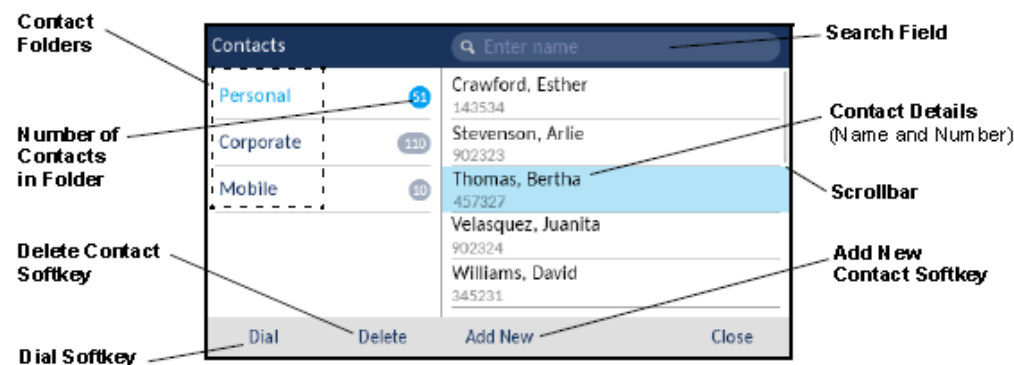 Contact
Folders
Contacts
Enter name
Search Field
Personal
51
Crawford, Esther
143534
Number of
Contacts
in Folder
Corporate
110
Stevenson, Arlie
902323
Contact Details
(Name and Number)
Mobile
10
Thomas, Bertha
457327
Scrollbar
Velasquez, Juanita
902324
Delete Contact
Softkey
Williams, David
345231
Add New
Contact Softkey
Dial
Delete
Add New
Close
Dial Softkey